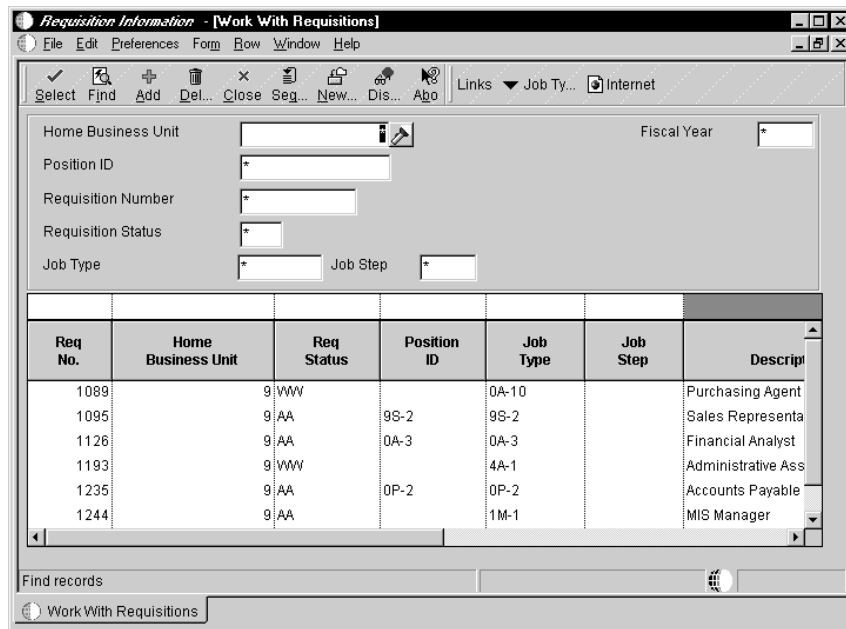 Requisition Information - [Work With Requisitions]
File Edit Preferences Form Row Window Help
Select Find Add Del... Close Seq... New... Dis... Abo Links Job Ty... Internet
Home Business Unit * Fiscal Year *
Position ID *
Requisition Number *
Requisition Status *
Job Type * Job Step *
Req No. Home Business Unit Req Status Position ID Job Type Job Step Descript
1089 9 WW 0A-10 Purchasing Agent
1095 9 AA 9S-2 9S-2 Sales Representa
1126 9 AA 0A-3 0A-3 Financial Analyst
1193 9 WW 4A-1 Administrative Ass
1235 9 AA 0P-2 0P-2 Accounts Payable
1244 9 AA 1M-1 MIS Manager
Find records
Work With Requisitions